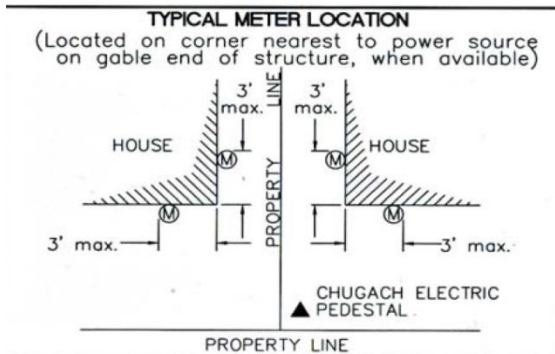 TYPICAL METER LOCATION
(Located on corner nearest to power source
on gable end of structure, when available)
3'
max.
LINE
3'
max.
HOUSE
HOUSE
M
M
PROPERTY
M
M
3' max.
3' max.
CHUGACH ELECTRIC
PEDESTAL
PROPERTY LINE